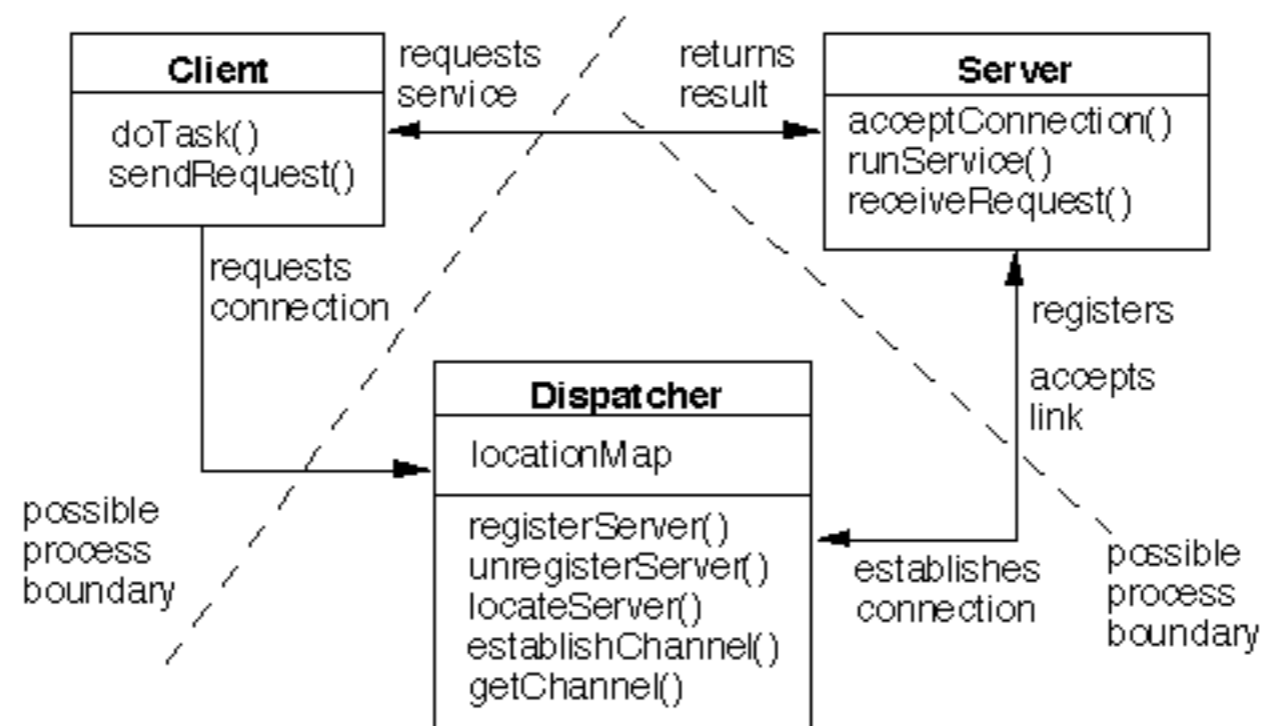 Client
doTask()
sendRequest()
requests
service
returns
result
Server
acceptConnection()
runService()
receiveRequest()
requests
connection
registers
accepts
link
Dispatcher
locationMap
registerServer()
unregisterServer()
locateServer()
establishChannel()
getChannel()
possible
process
boundary
establishes
connection
possible
process
boundary